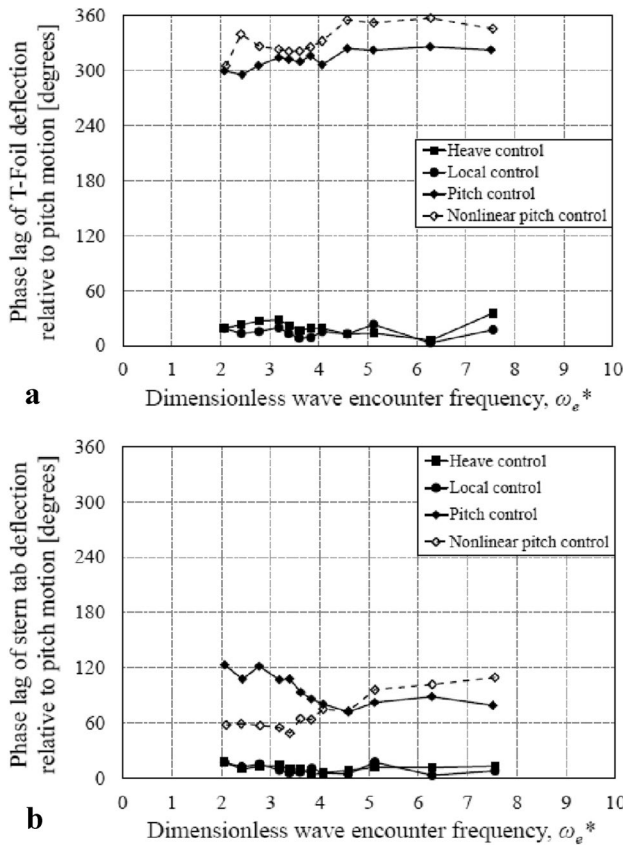 360
300
240
180
120
60
0
Phase lag of T-Foil deflection
relative to pitch motion [degrees]
Heave control
Local control
Pitch control
Nonlinear pitch control
0 1 2 3 4 5 6 7 8 9 10
a
Dimensionless wave encounter frequency, ωe*
360
300
240
180
120
60
0
Phase lag of stern tab deflection
relative to pitch motion [degrees]
Heave control
Local control
Pitch control
Nonlinear pitch control
0 1 2 3 4 5 6 7 8 9 10
b
Dimensionless wave encounter frequency, ωe*